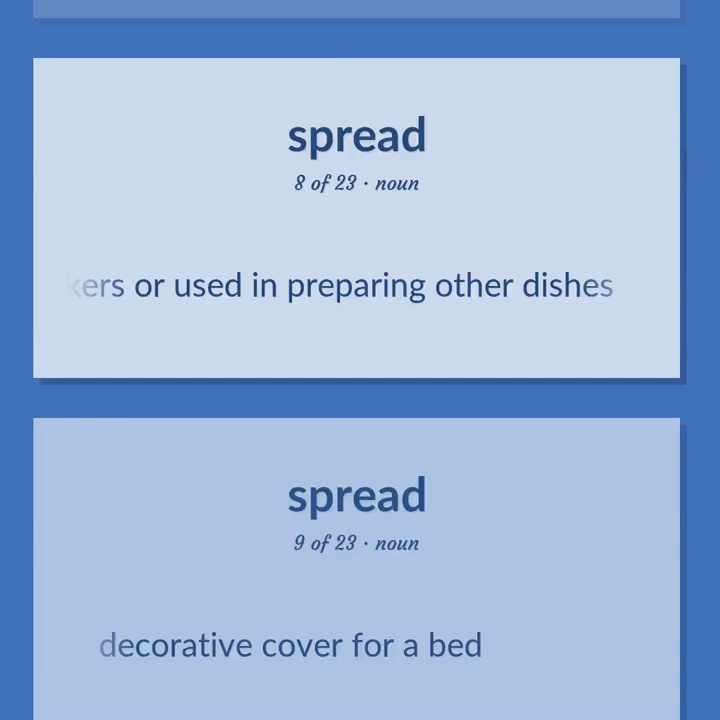 spread
8 of 23 · noun
or used in preparing other dishes
spread
9 of 23 · noun
decorative cover for a bed